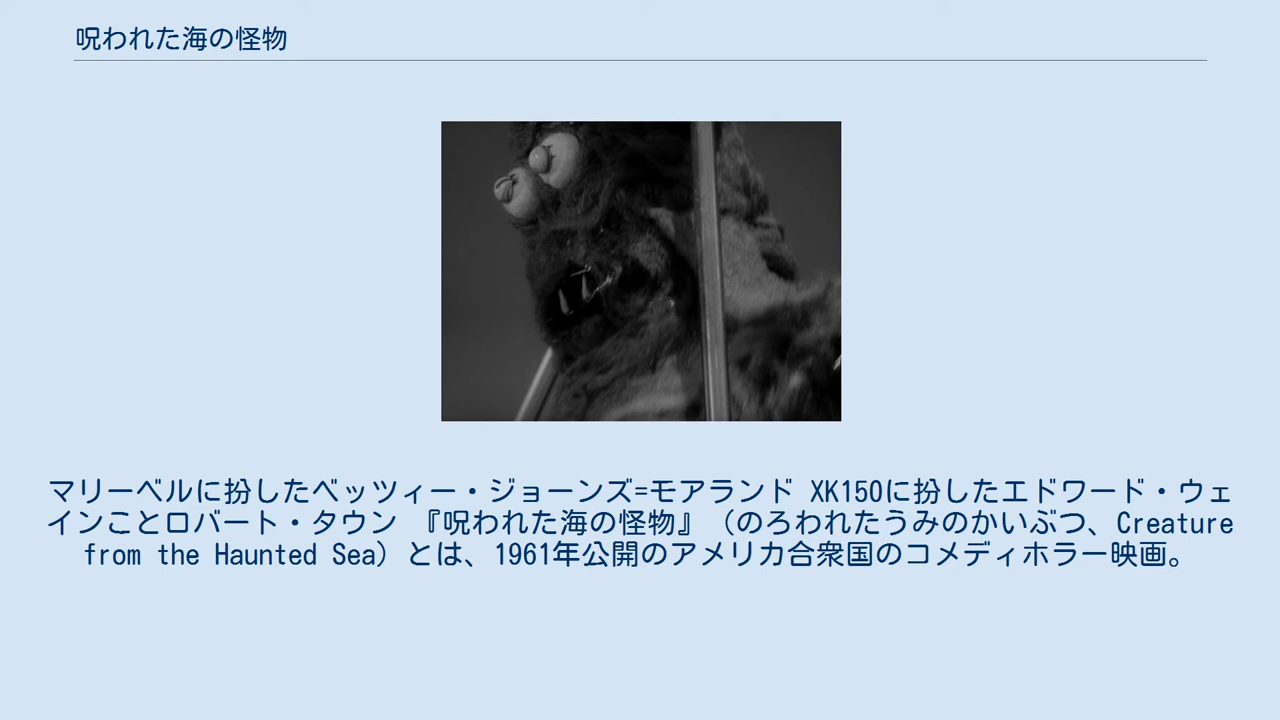 呪われた海の怪物
マリーベルに扮したベッツィー・ジョーンズ=モアランド XK150に扮したエドワード・ウェ
インことロバート・タウン 『呪われた海の怪物』（のろわれたうみのかいぶつ、Creature
from the Haunted Sea）とは、1961年公開のアメリカ合衆国のコメディホラー映画。